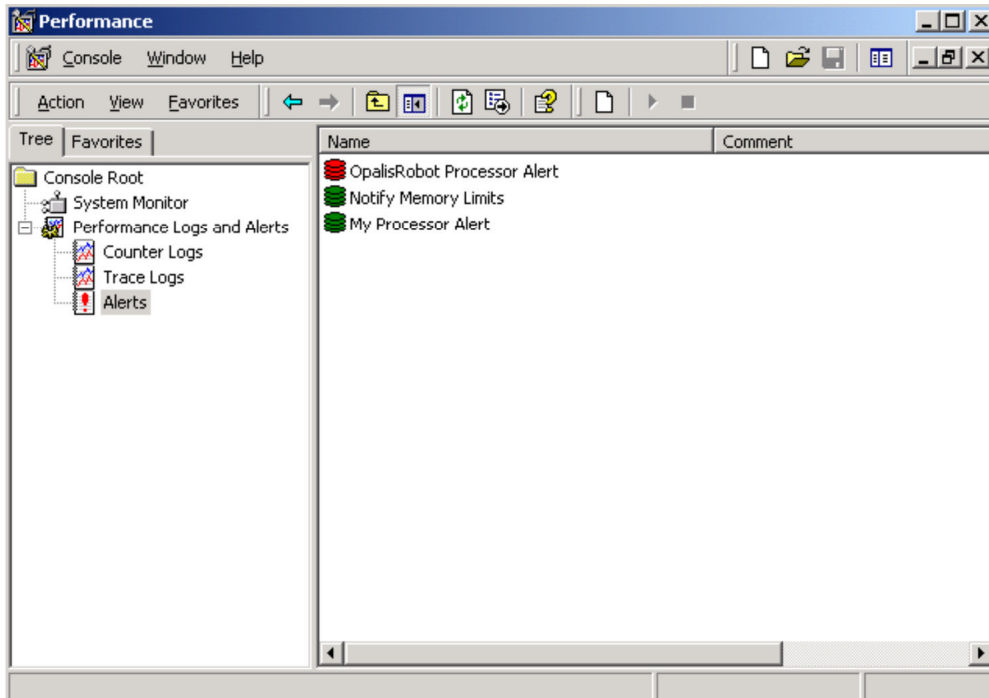 Performance
Console Window Help
Action View Favorites
Tree Favorites
Name Comment
Console Root
System Monitor
Performance Logs and Alerts
Counter Logs
Trace Logs
Alerts
OpalisRobot Processor Alert
Notify Memory Limits
My Processor Alert